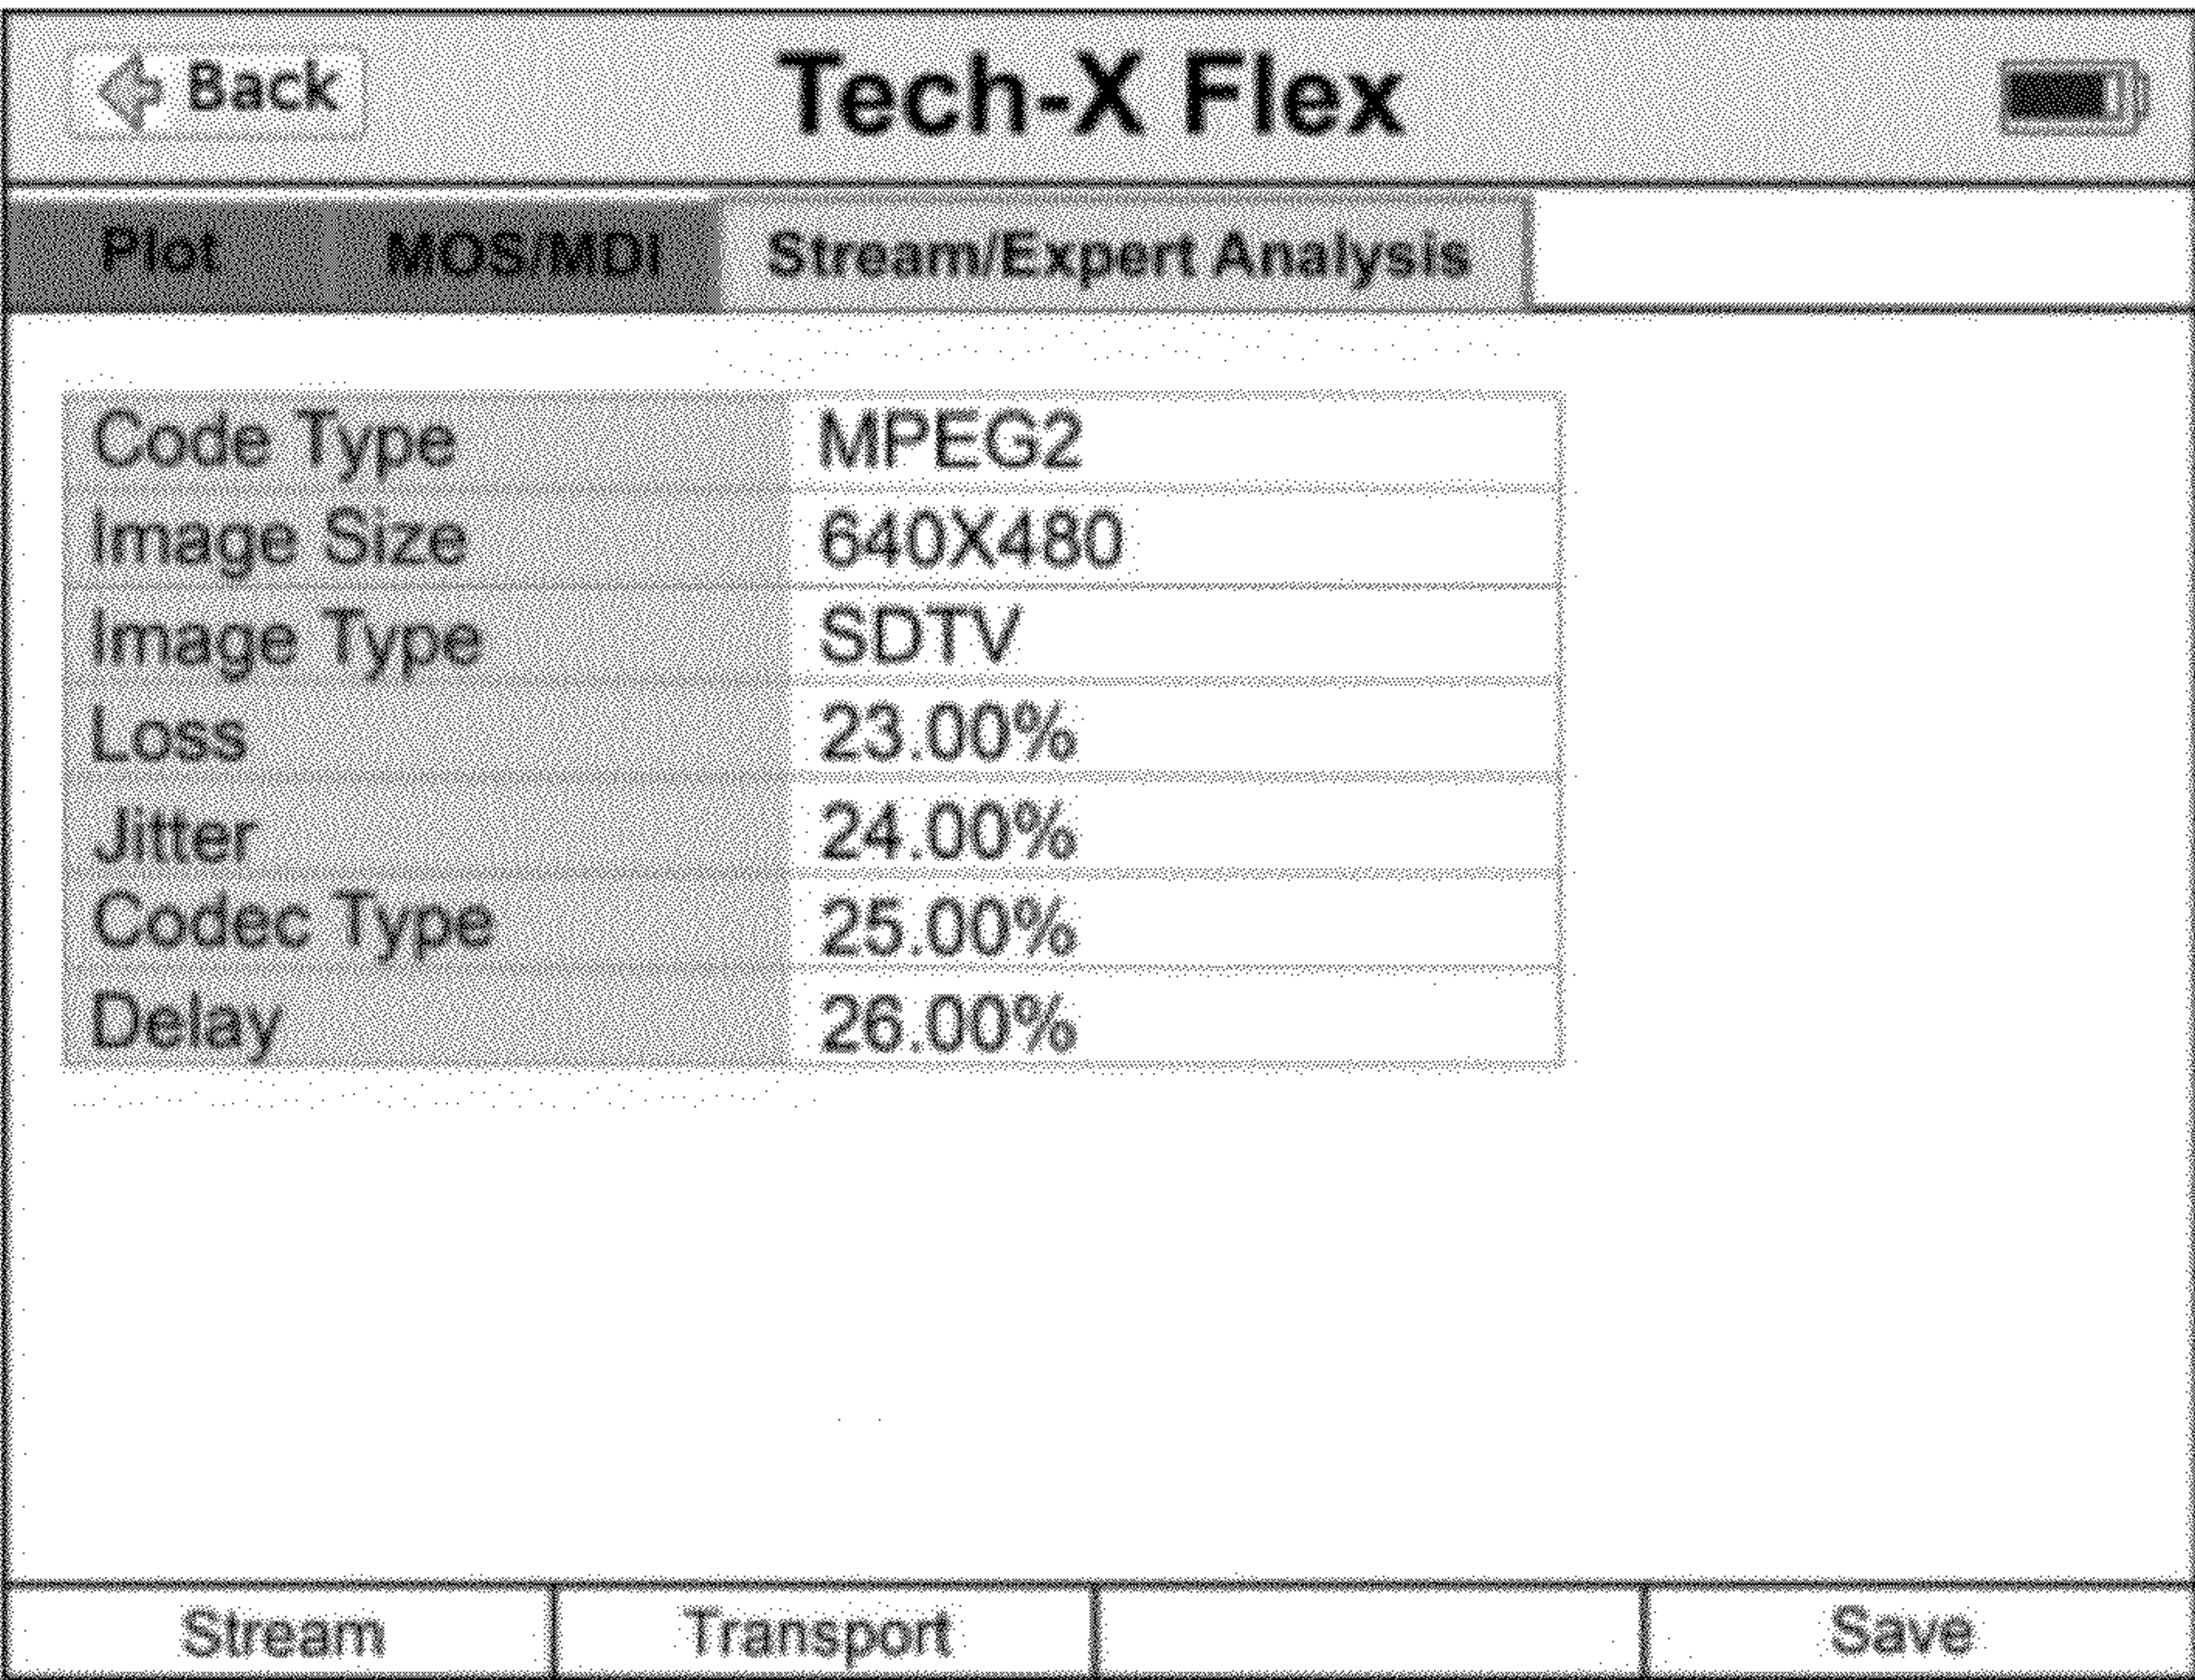 Back Tech-X Flex
Plot MOS/MDI Stream/Expert Analysis
Code Type MPEG2
Image Size 640X480
Image Type SDTV
Loss 23.00%
Jitter 24.00%
Codec Type 25.00%
Delay 26.00%
Stream Transport Save